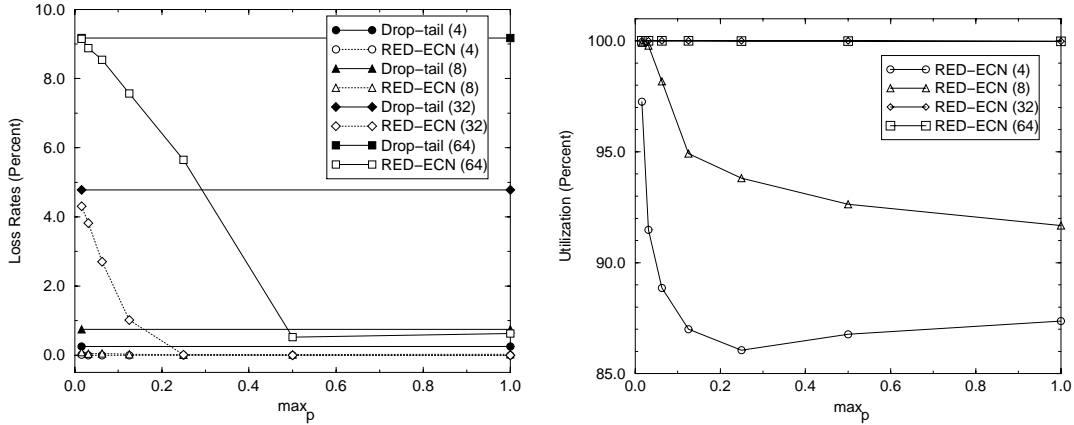 10.0
8.0
6.0
4.0
2.0
0.0
Loss Rates (Percent)
Drop−tail (4)
RED−ECN (4)
Drop−tail (8)
RED−ECN (8)
Drop−tail (32)
RED−ECN (32)
Drop−tail (64)
RED−ECN (64)
0.0 0.2 0.4 0.6 0.8 1.0
max_p
100.0
95.0
90.0
85.0
Utilization (Percent)
RED−ECN (4)
RED−ECN (8)
RED−ECN (32)
RED−ECN (64)
0.0 0.2 0.4 0.6 0.8 1.0
max_p